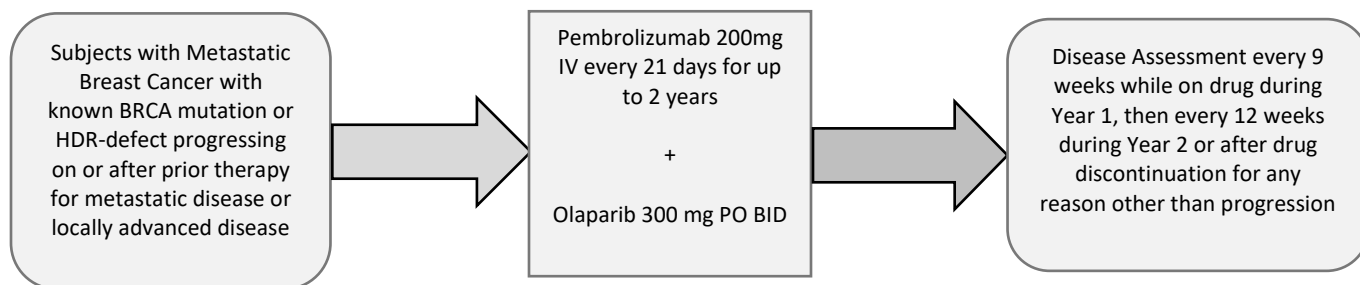 Subjects with Metastatic
Breast Cancer with
known BRCA mutation or
HDR-defect progressing
on or after prior therapy
for metastatic disease or
locally advanced disease
Pembrolizumab 200mg
IV every 21 days for up
to 2 years
+
Olaparib 300 mg PO BID
Disease Assessment every 9
weeks while on drug during
Year 1, then every 12 weeks
during Year 2 or after drug
discontinuation for any
reason other than progression